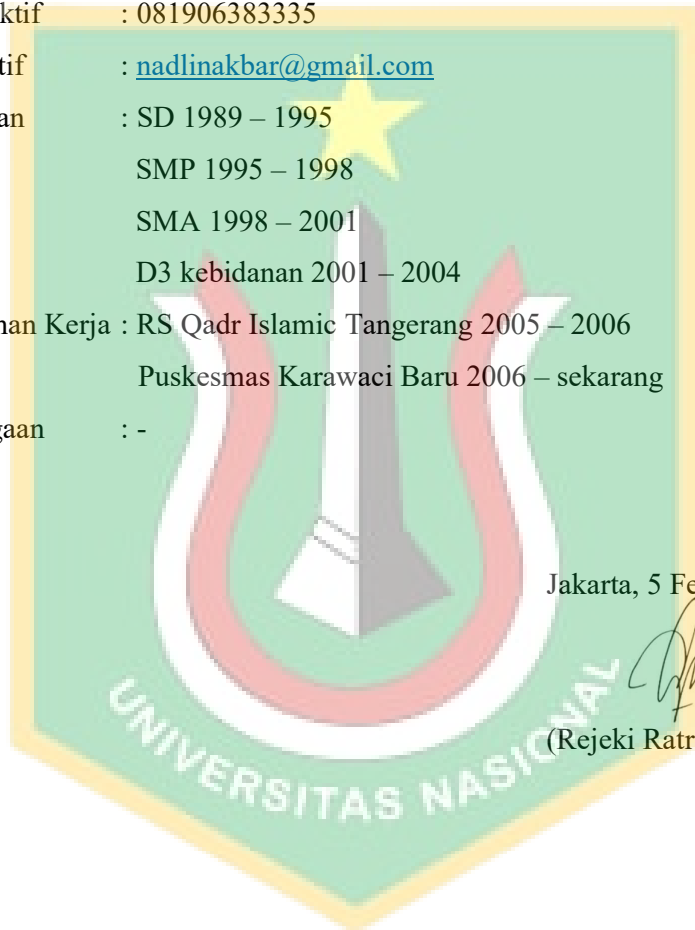 ktif : 081906383335
tif : nadlinakbar@gmail.com
an : SD 1989 – 1995
SMP 1995 – 1998
SMA 1998 – 2001
D3 kebidanan 2001 – 2004
nan Kerja : RS Qadr Islamic Tangerang 2005 – 2006
Puskesmas Karawaci Baru 2006 – sekarang
gaan : -
Jakarta, 5 Fe
(Rejeki Ratr
UNIVERSITAS NASIONAL